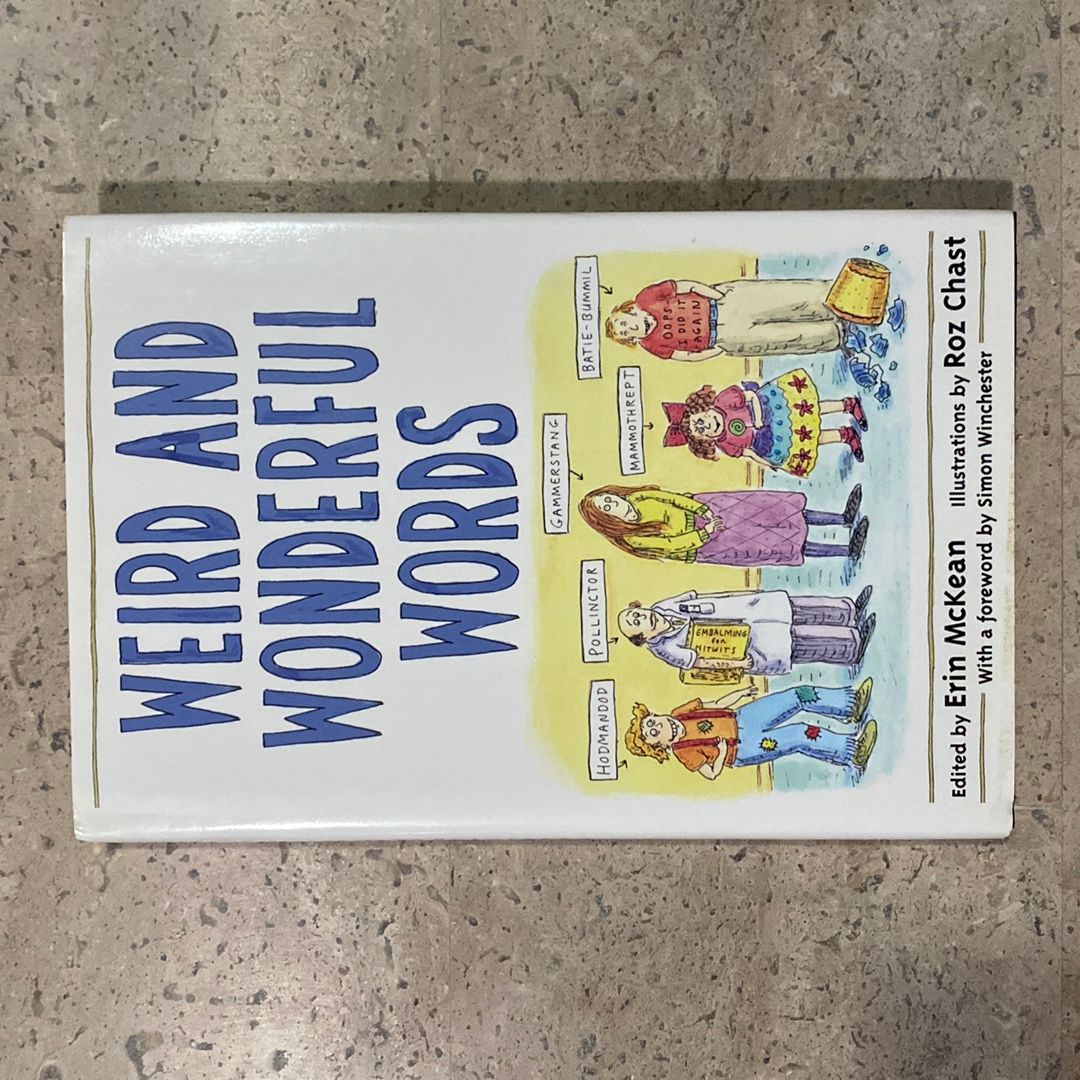 WEIRD AND
WONDERFUL
WORDS
HODMANDOD
POLLINCTOR
EMBALMING
for
NITWITS
GAMMERSTANG
MAMMOTHREPT
BATIE-BUMMIL
OOPS-
I DID IT
AGAIN
Edited by Erin McKean Illustrations by Roz Chast
With a foreword by Simon Winchester